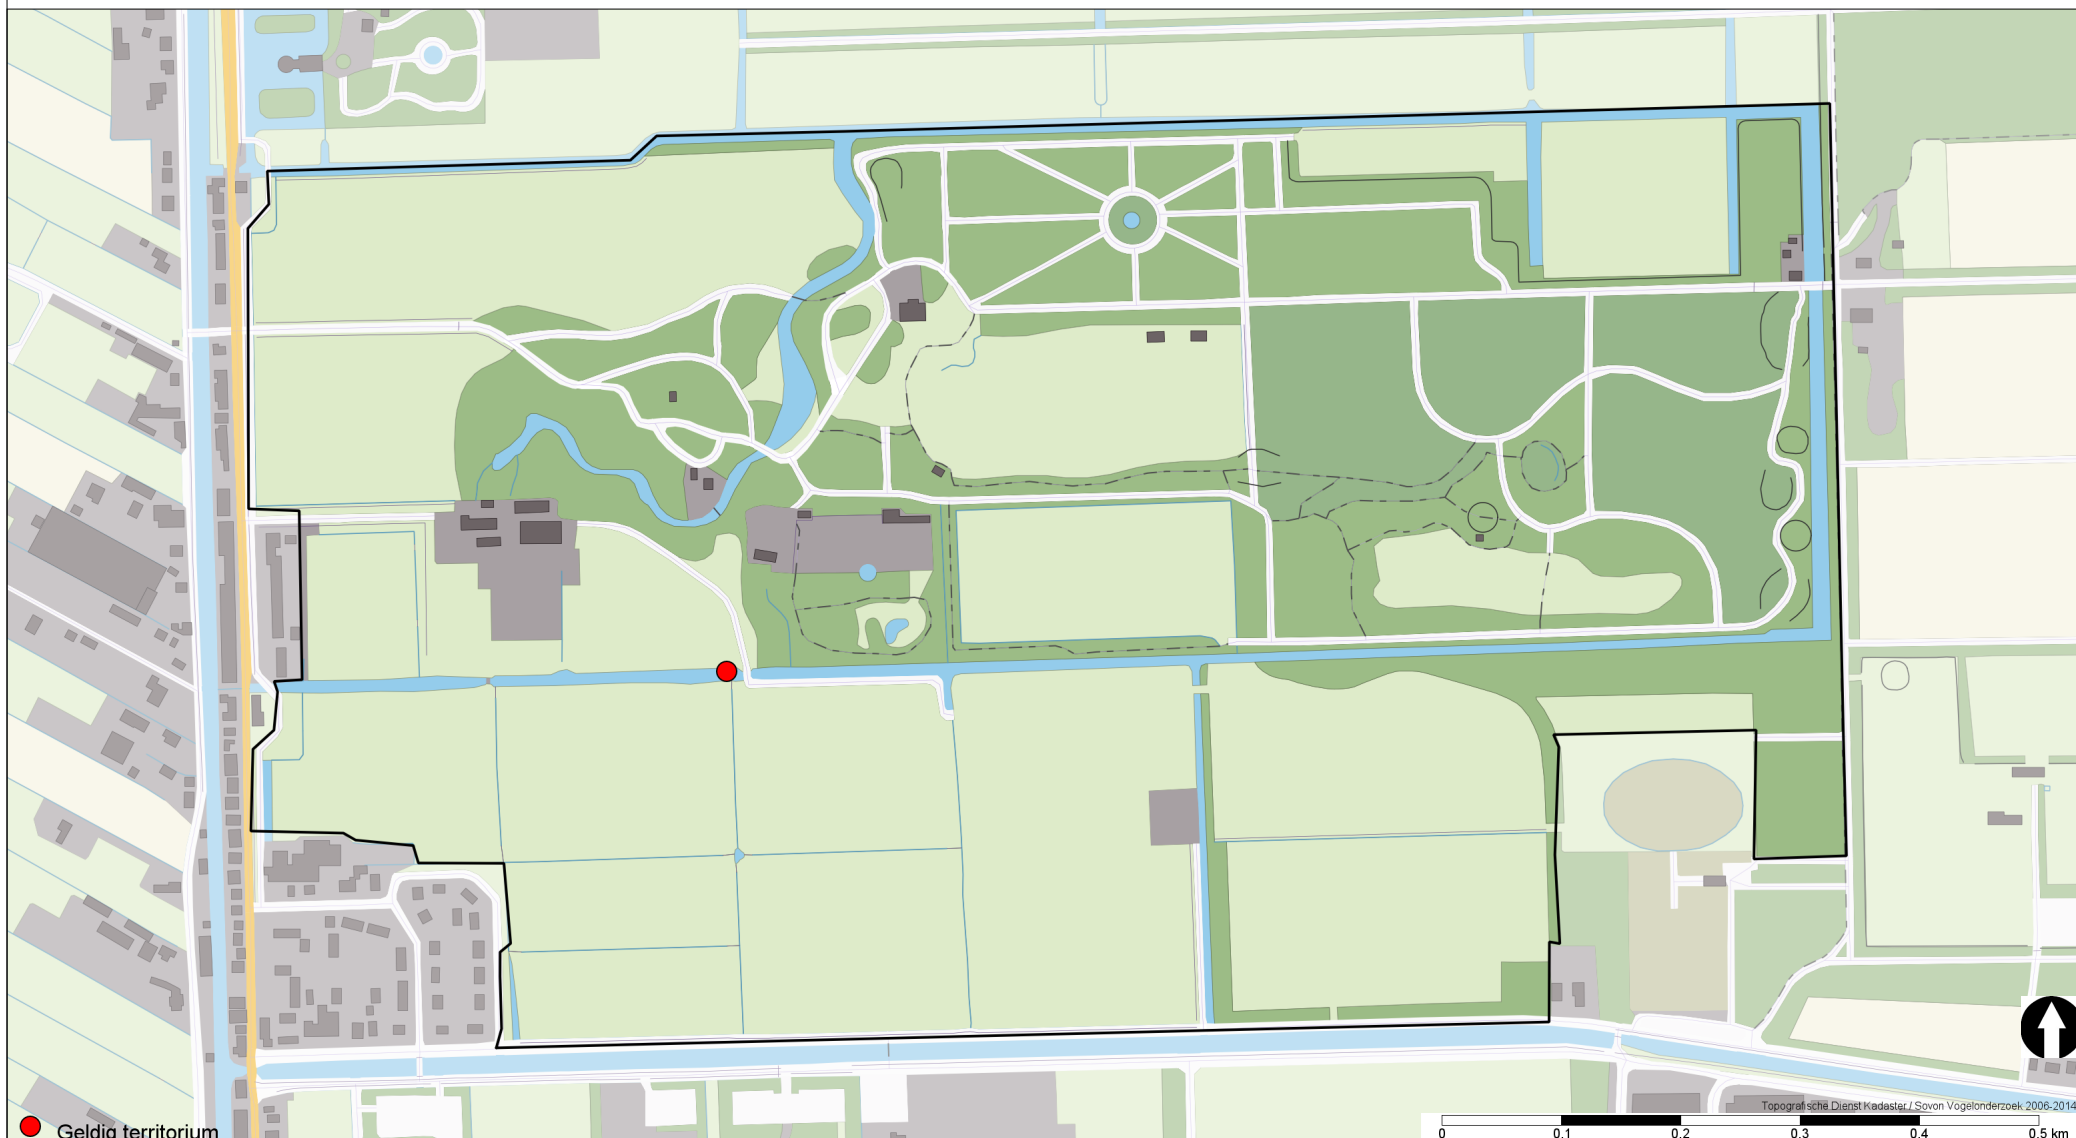 Topografische Dienst Kadaster / Sovon Vogelonderzoek 2006-2014
Geldig territorium
0 0.1 0.2 0.3 0.4 0.5 km